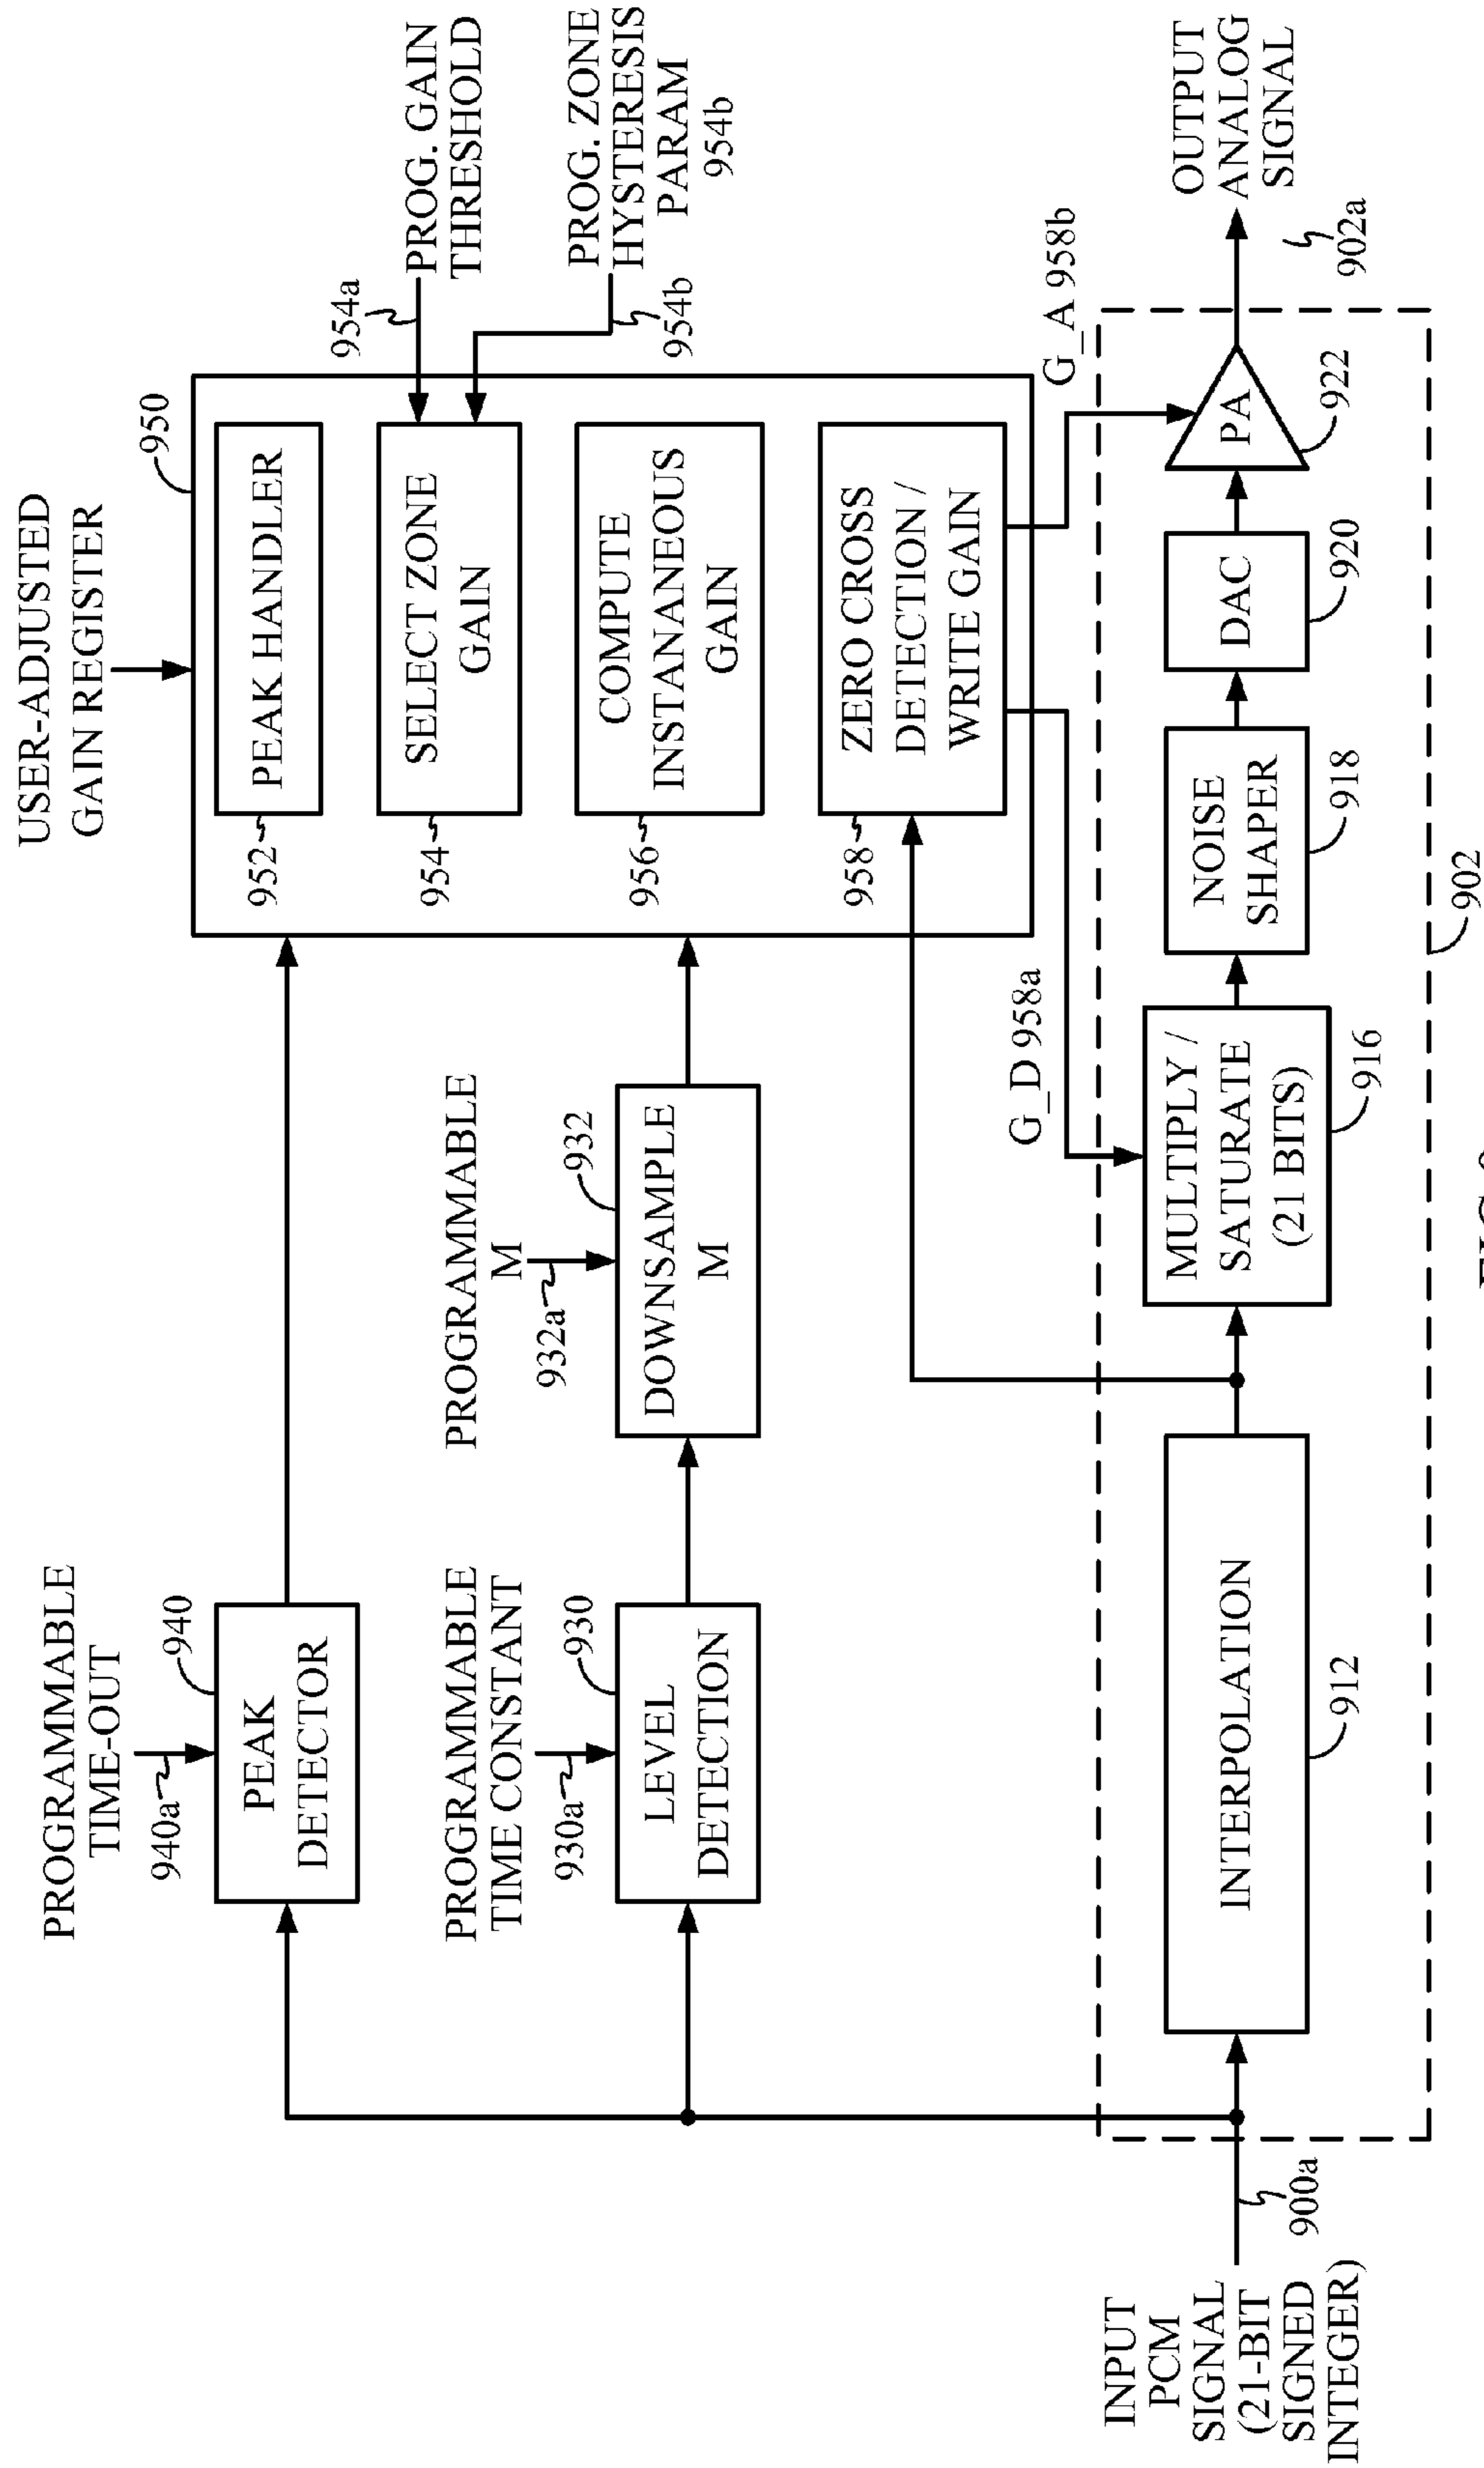 USER-ADJUSTED
GAIN REGISTER
950
PROGRAMMABLE
TIME-OUT
940a
940
PEAK
DETECTOR
952
PEAK HANDLER
954a
PROG. GAIN
THRESHOLD
PROGRAMMABLE
TIME CONSTANT
930a
930
LEVEL
DETECTION
PROGRAMMABLE
M
932a
932
DOWNSAMPLE
M
954
SELECT ZONE
GAIN
PROG. ZONE
HYSTERESIS
PARAM
954b
954b
956
COMPUTE
INSTANANEOUS
GAIN
958
ZERO CROSS
DETECTION /
WRITE GAIN
G_D 958a
G_A 958b
INPUT
PCM
SIGNAL
(21-BIT
SIGNED
INTEGER)
900a
INTERPOLATION
912
MULTIPLY /
SATURATE
(21 BITS)
916
NOISE
SHAPER
918
DAC
920
PA
922
OUTPUT
ANALOG
SIGNAL
902a
902